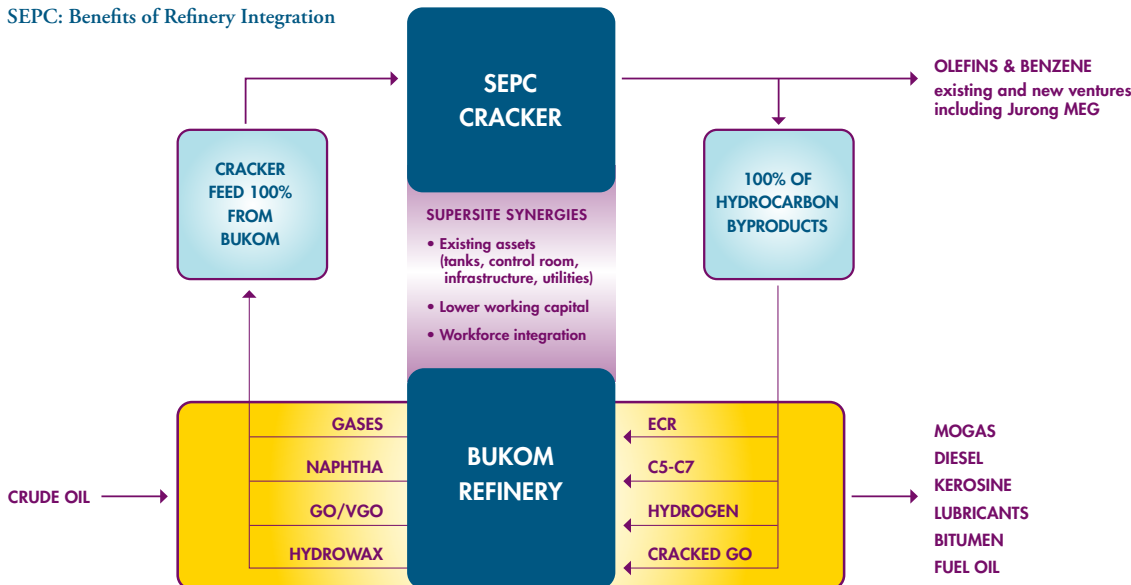 SEPC: Benefits of Refinery Integration
SEPC
CRACKER
OLEFINS & BENZENE
existing and new ventures
including Jurong MEG
CRACKER
FEED 100%
FROM
BUKOM
100% OF
HYDROCARBON
BYPRODUCTS
SUPERSITE SYNERGIES
• Existing assets
(tanks, control room,
infrastructure, utilities)
• Lower working capital
• Workforce integration
CRUDE OIL
GASES
NAPHTHA
GO/VGO
HYDROWAX
BUKOM
REFINERY
ECR
C5-C7
HYDROGEN
CRACKED GO
MOGAS
DIESEL
KEROSINE
LUBRICANTS
BITUMEN
FUEL OIL